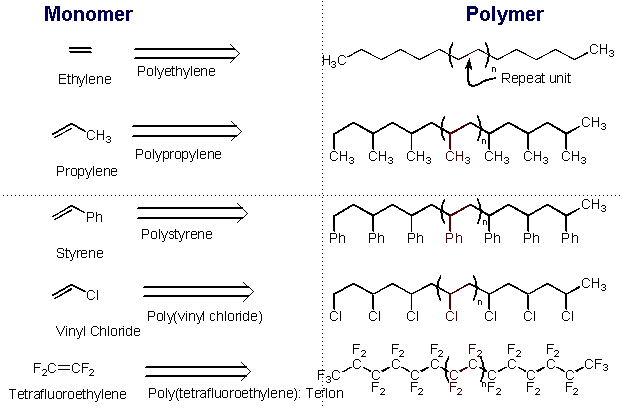 Monomer Polymer
H₃C CH₃
n
Ethylene Polyethylene Repeat unit
CH₃
CH₃ n
Polypropylene CH₃ CH₃ CH₃ CH₃ CH₃ CH₃ CH₃
Propylene
CH₃
Ph n
Polystyrene Ph Ph Ph Ph Ph Ph Ph
Styrene
CH₃
Cl n
Poly(vinyl chloride) Cl Cl Cl Cl Cl Cl Cl
Vinyl Chloride
F₂ F₂ F₂ F₂ F₂ F₂ F₂
F₂C=CF₂ C C C C C C C CF₃
F₃C C C C C n C C C C
F₂ F₂ F₂ F₂ F₂ F₂ F₂
Tetrafluoroethylene Poly(tetrafluoroethylene): Teflon